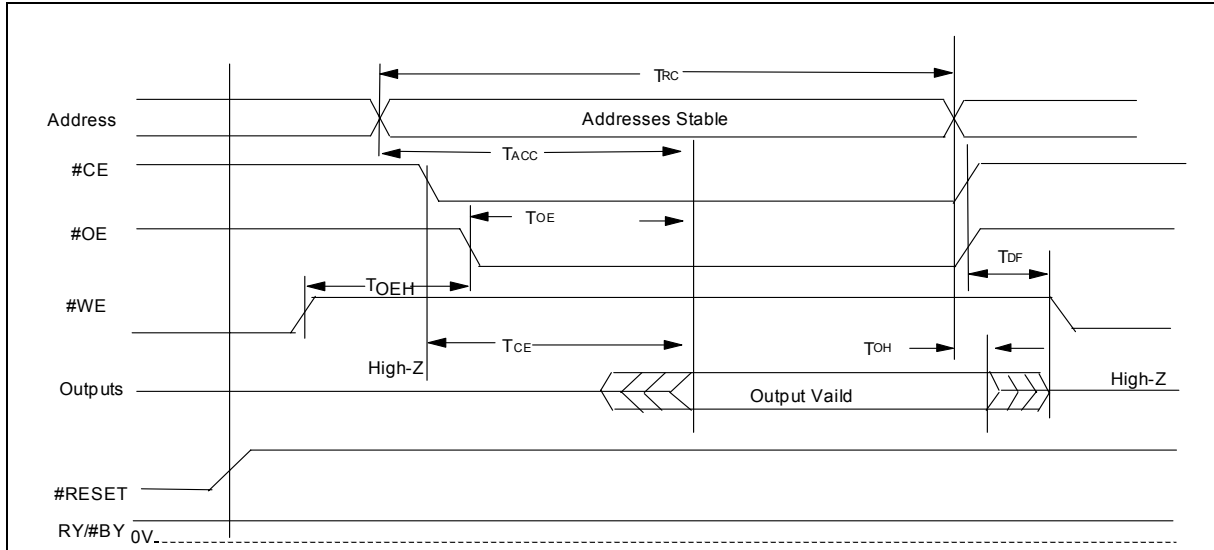 TRC
Address
Addresses Stable
TACC
#CE
TOE
#OE
TDF
TOEH
#WE
TCE
TOH
High-Z
High-Z
Outputs
Output Vaild
#RESET
RY/#BY
0V